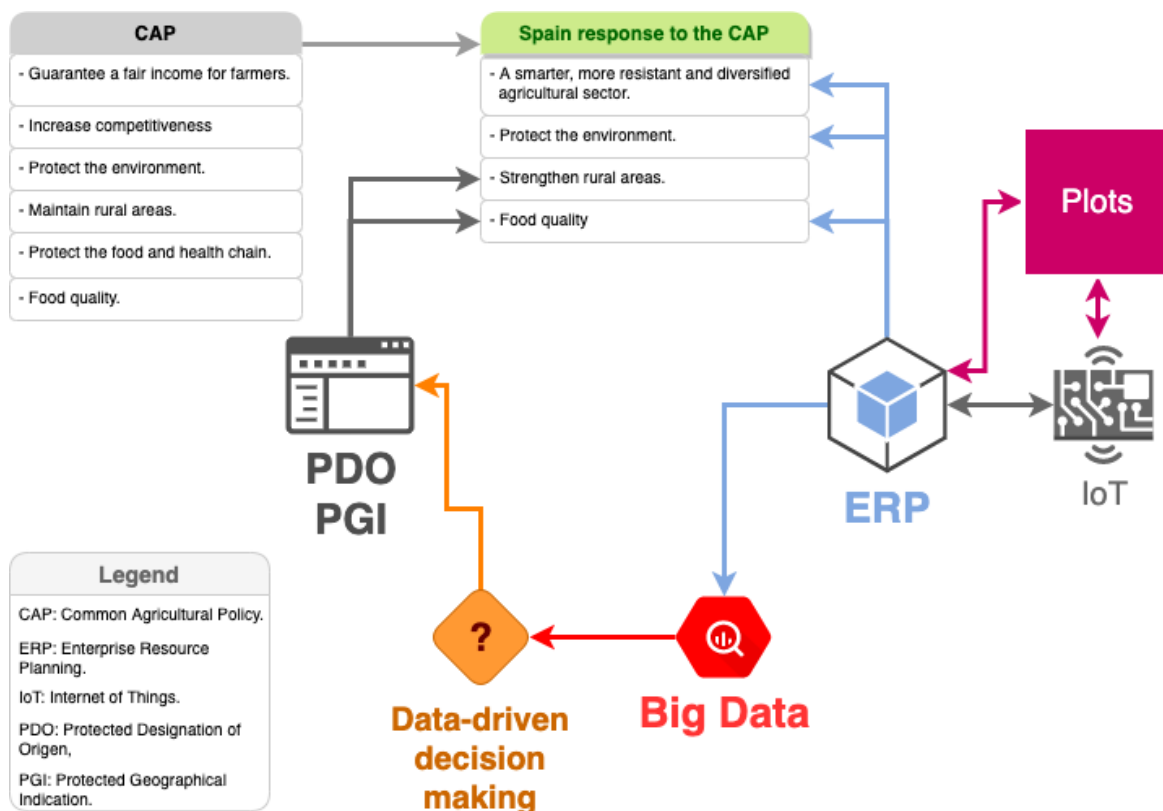 CAP
- Guarantee a fair income for farmers.
- Increase competitiveness
- Protect the environment.
- Maintain rural areas.
- Protect the food and health chain.
- Food quality.
Spain response to the CAP
- A smarter, more resistant and diversified
agricultural sector.
- Protect the environment.
- Strengthen rural areas.
- Food quality
Plots
IoT
ERP
PDO
PGI
?
Data-driven
decision
making
Big Data
Legend
CAP: Common Agricultural Policy.
ERP: Enterprise Resource
Planning.
IoT: Internet of Things.
PDO: Protected Designation of
Origen,
PGI: Protected Geographical
Indication.